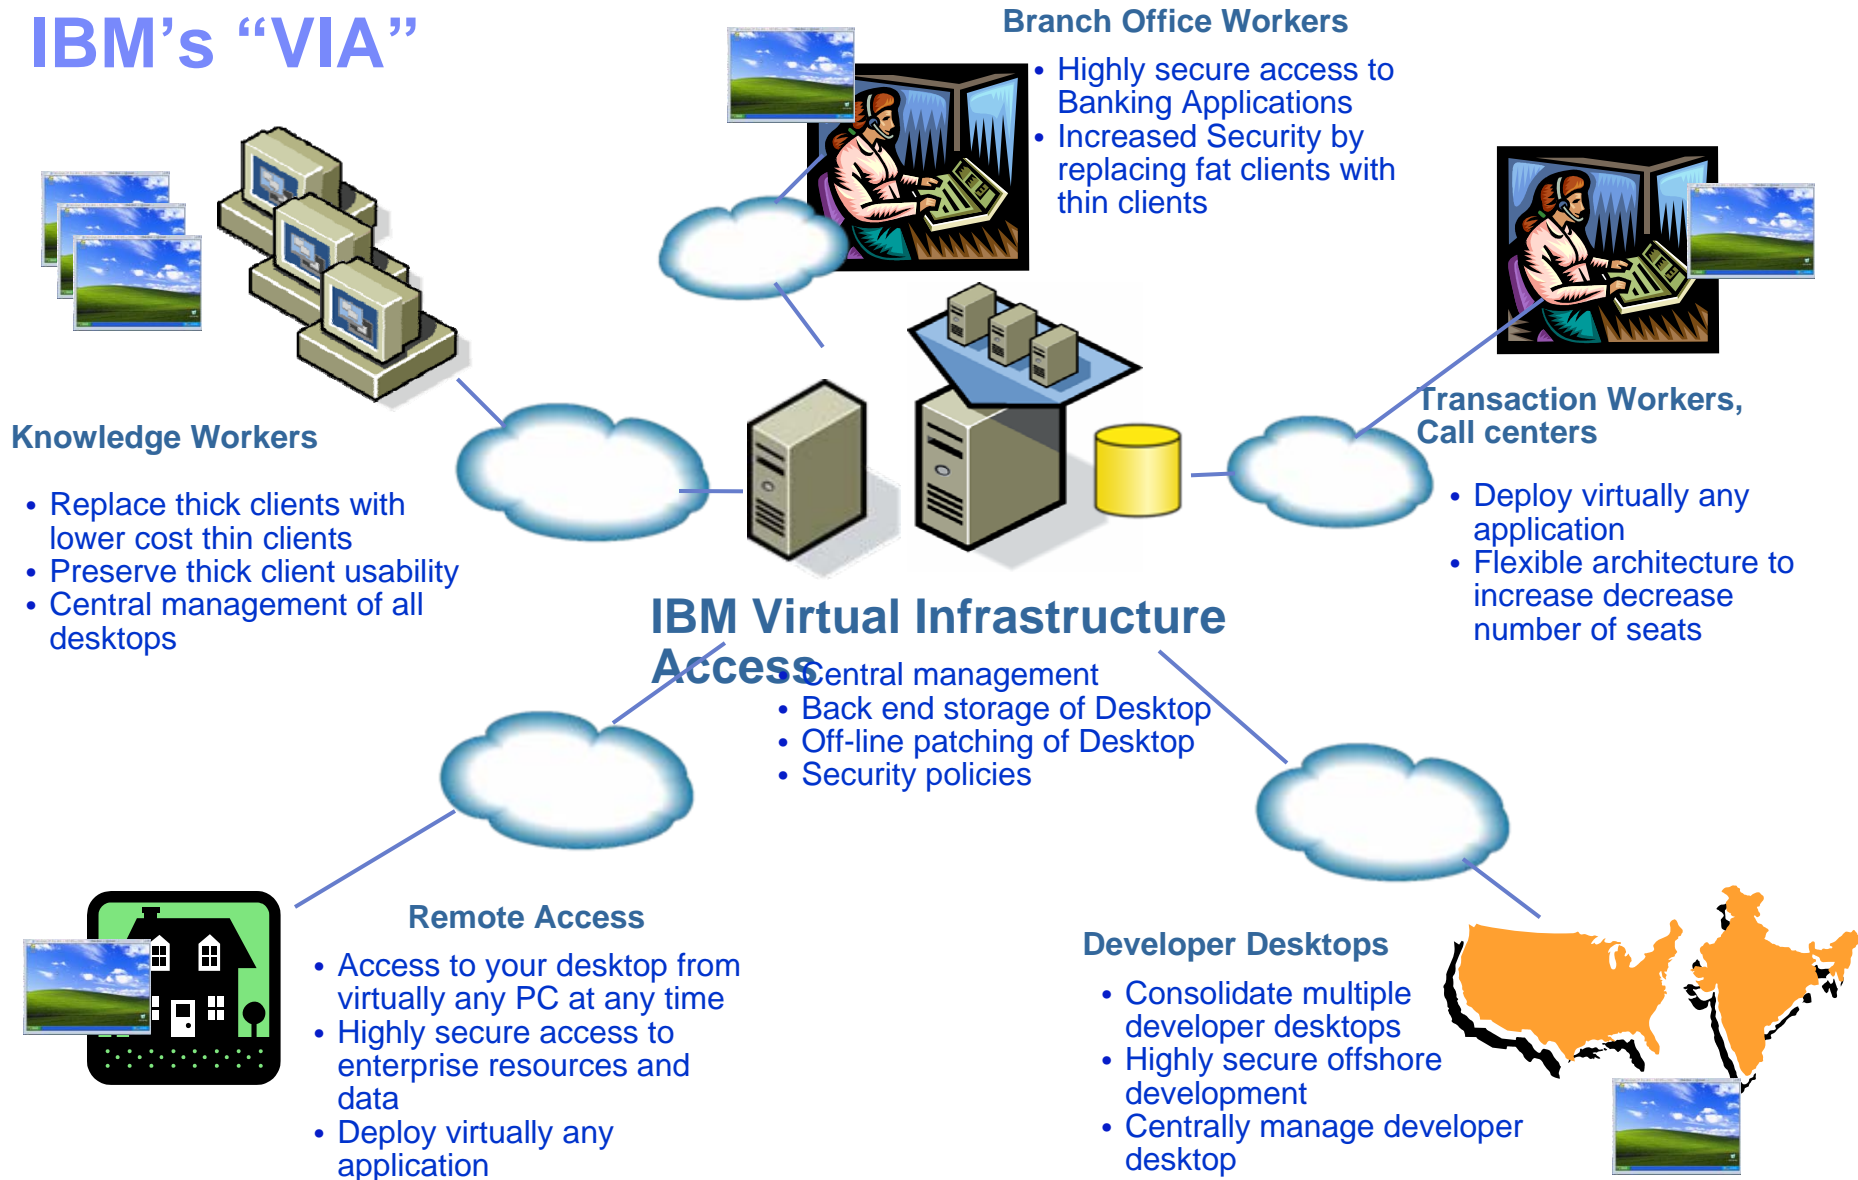 IBM’s “VIA”
Branch Office Workers
• Highly secure access to
Banking Applications
• Increased Security by
replacing fat clients with
thin clients
Knowledge Workers
• Replace thick clients with
lower cost thin clients
• Preserve thick client usability
• Central management of all
desktops
Transaction Workers,
Call centers
• Deploy virtually any
application
• Flexible architecture to
increase decrease
number of seats
IBM Virtual Infrastructure
Access
• Central management
• Back end storage of Desktop
• Off-line patching of Desktop
• Security policies
Remote Access
• Access to your desktop from
virtually any PC at any time
• Highly secure access to
enterprise resources and
data
• Deploy virtually any
application
Developer Desktops
• Consolidate multiple
developer desktops
• Highly secure offshore
development
• Centrally manage developer
desktop